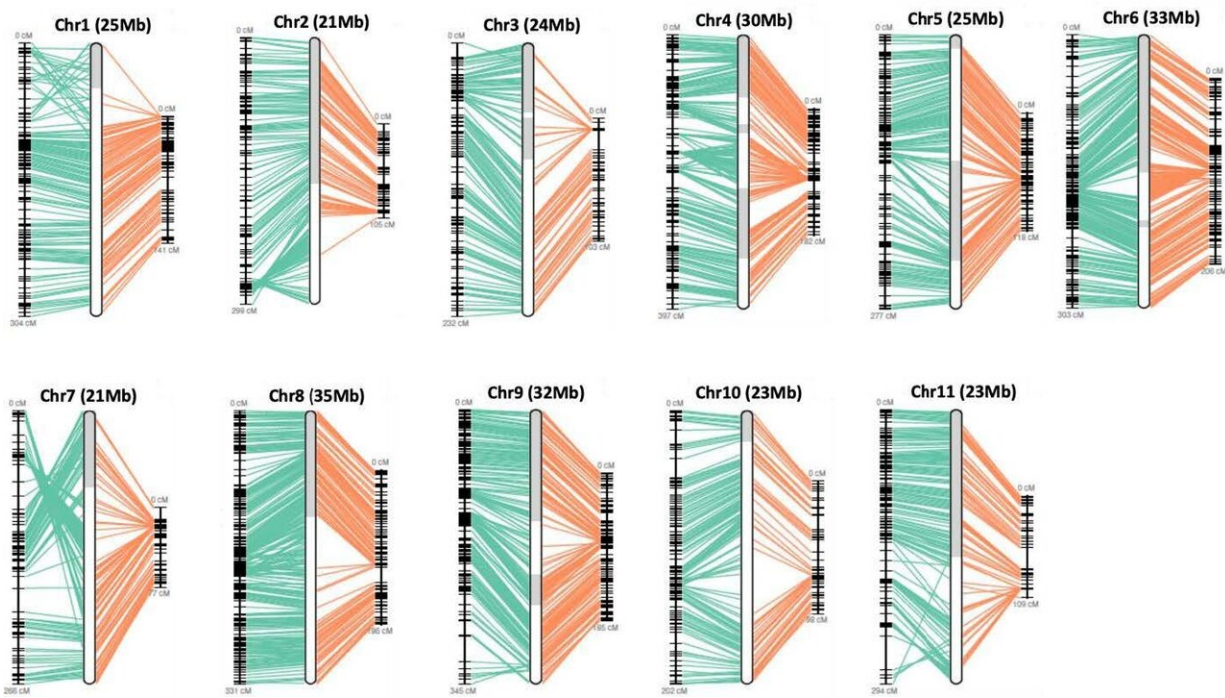 Chr1 (25Mb)
0 cM
0 cM
304 cM
141 cM
Chr2 (21Mb)
0 cM
0 cM
299 cM
105 cM
Chr3 (24Mb)
0 cM
0 cM
232 cM
103 cM
Chr4 (30Mb)
0 cM
0 cM
397 cM
182 cM
Chr5 (25Mb)
0 cM
0 cM
277 cM
118 cM
Chr6 (33Mb)
0 cM
0 cM
303 cM
206 cM
Chr7 (21Mb)
0 cM
0 cM
77 cM
Chr8 (35Mb)
0 cM
0 cM
331 cM
Chr9 (32Mb)
0 cM
0 cM
345 cM
185 cM
Chr10 (23Mb)
0 cM
0 cM
202 cM
98 cM
Chr11 (23Mb)
0 cM
0 cM
294 cM
109 cM